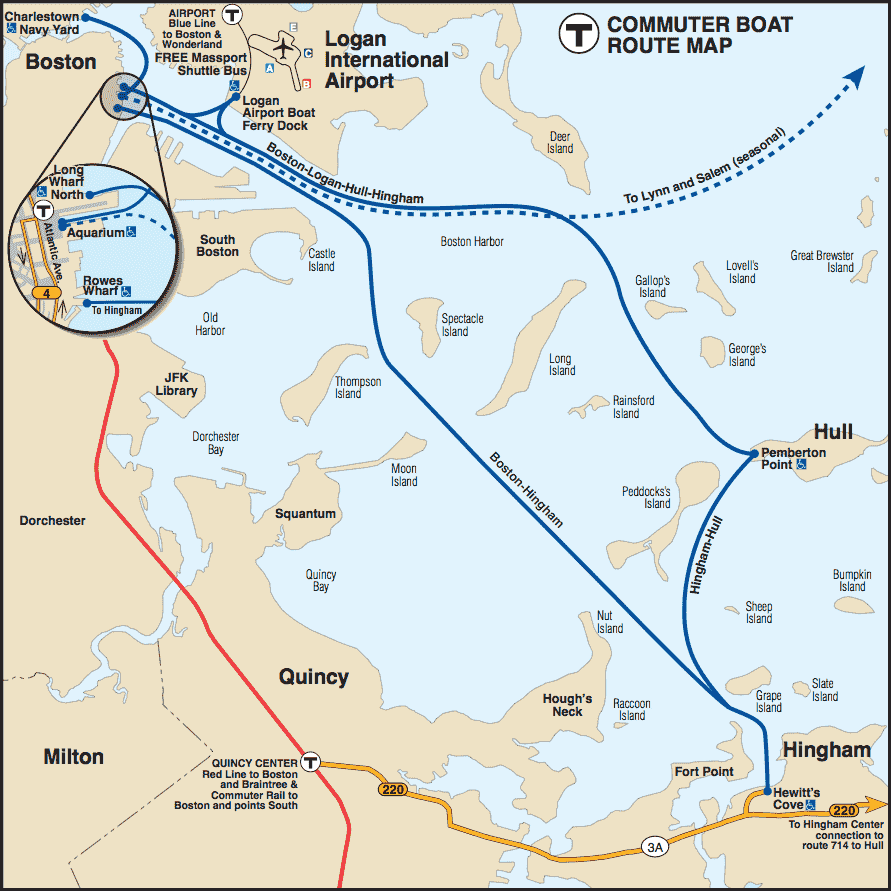 T COMMUTER BOAT
ROUTE MAP
Charlestown
Navy Yard
Boston
AIRPORT
Blue Line
to Boston &
Wonderland
T
FREE Massport
Shuttle Bus
E
C
A
B
Logan
International
Airport
Logan
Airport Boat
Ferry Dock
Deer
Island
Boston-Logan-Hull-Hingham
To Lynn and Salem (seasonal)
Long
Wharf
North
T
Aquarium
Atlantic Ave.
4
Rowes
Wharf
To Hingham
South
Boston
Castle
Island
Boston Harbor
Great Brewster
Island
Lovell's
Island
Gallop's
Island
Old
Harbor
Spectacle
Island
George's
Island
Long
Island
JFK
Library
Thompson
Island
Rainsford
Island
Hull
Pemberton
Point
Dorchester
Bay
Moon
Island
Boston-Hingham
Peddocks's
Island
Dorchester
Squantum
Hingham-Hull
Quincy
Bay
Bumpkin
Island
Sheep
Island
Nut
Island
Quincy
Hough's
Neck
Raccoon
Island
Grape
Island
Slate
Island
Milton
QUINCY CENTER
Red Line to Boston
and Braintree &
Commuter Rail to
Boston and points South
T
220
Fort Point
Hingham
Hewitt's
Cove
220
3A
To Hingham Center
connection to
route 714 to Hull